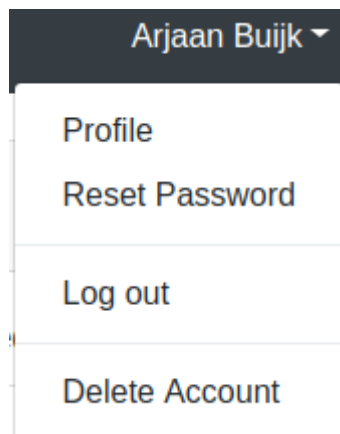 Arjaan Buijk
Profile
Reset Password
Log out
Delete Account